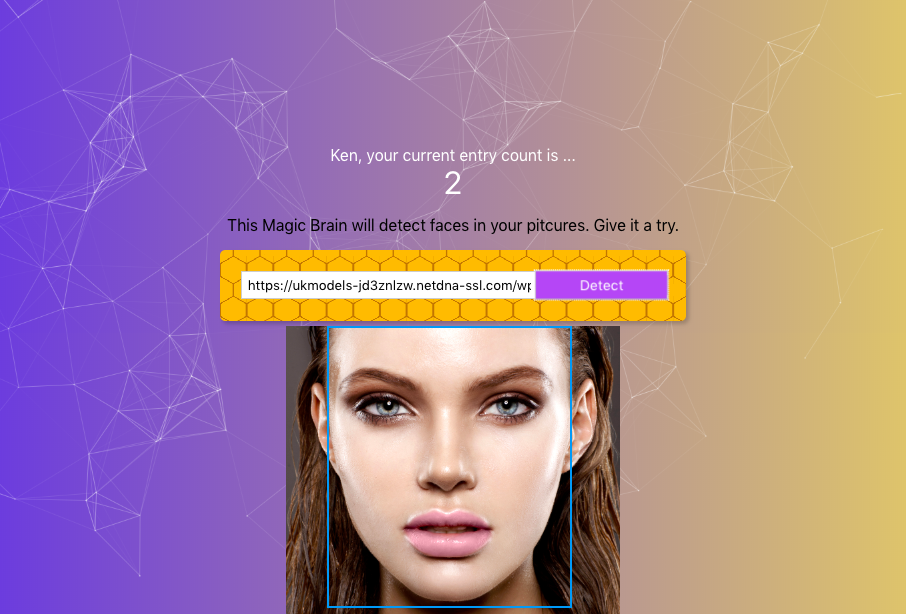 Ken, your current entry count is ...
2
This Magic Brain will detect faces in your pitcures. Give it a try.
https://ukmodels-jd3znlzw.netdna-ssl.com/wp
Detect